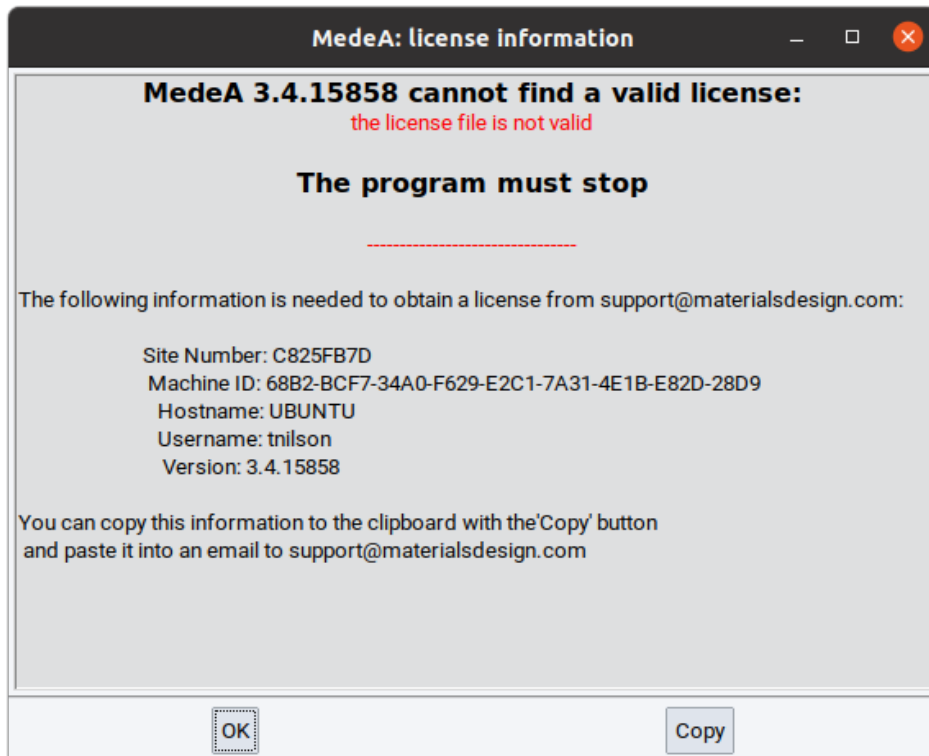 MedeA: license information
MedeA 3.4.15858 cannot find a valid license:
the license file is not valid
The program must stop
--------------------------------
The following information is needed to obtain a license from support@materialsdesign.com:
Site Number: C825FB7D
Machine ID: 68B2-BCF7-34A0-F629-E2C1-7A31-4E1B-E82D-28D9
Hostname: UBUNTU
Username: tnilson
Version: 3.4.15858
You can copy this information to the clipboard with the'Copy' button
and paste it into an email to support@materialsdesign.com
OK
Copy